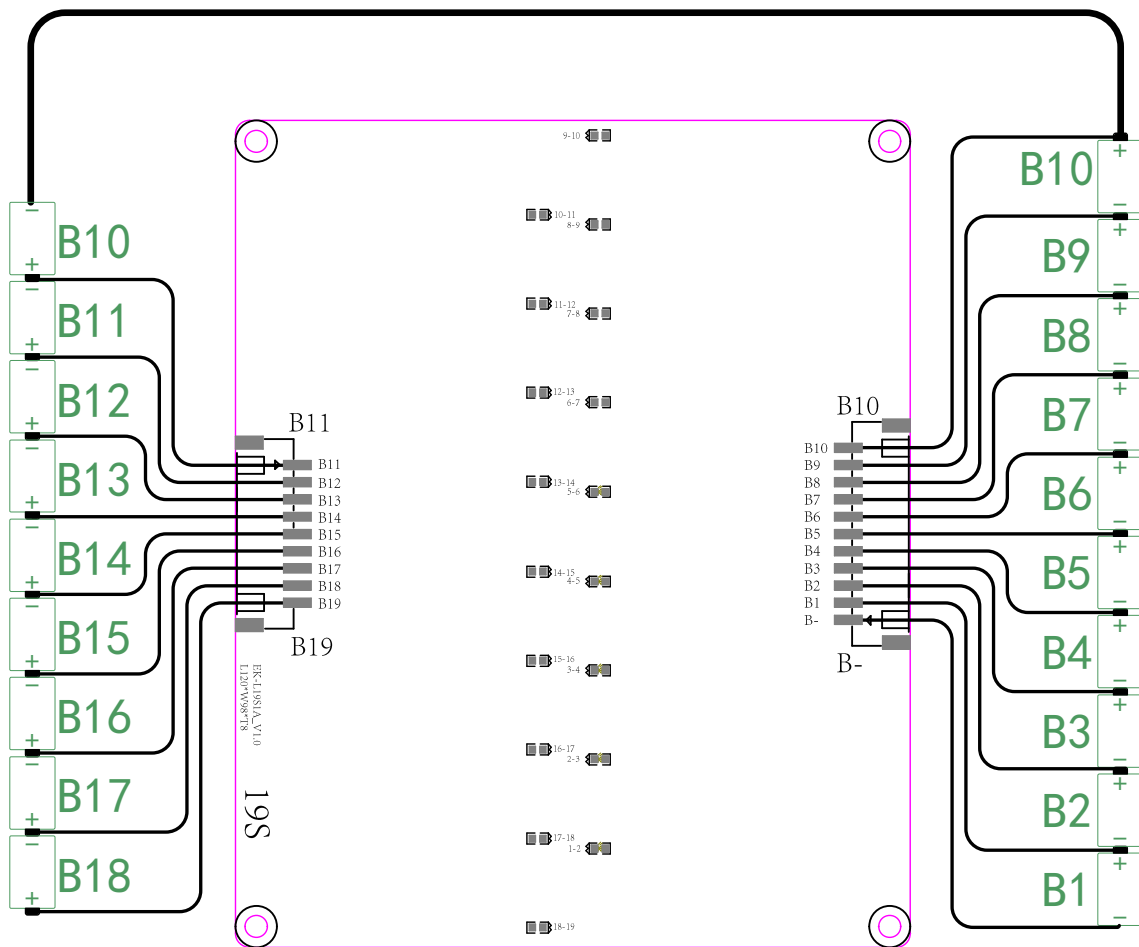 9-10
10-11
8-9
11-12
7-8
12-13
6-7
13-14
5-6
14-15
4-5
15-16
3-4
16-17
2-3
17-18
1-2
18-19
B10
B11
B12
B13
B14
B15
B16
B17
B18
B11
B11
B12
B13
B14
B15
B16
B17
B18
B19
B19
EK-L19S1A_V1.0
L120*W98*T8
19S
B10
B10
B9
B8
B7
B6
B5
B4
B3
B2
B1
B-
B-
B10
B9
B8
B7
B6
B5
B4
B3
B2
B1